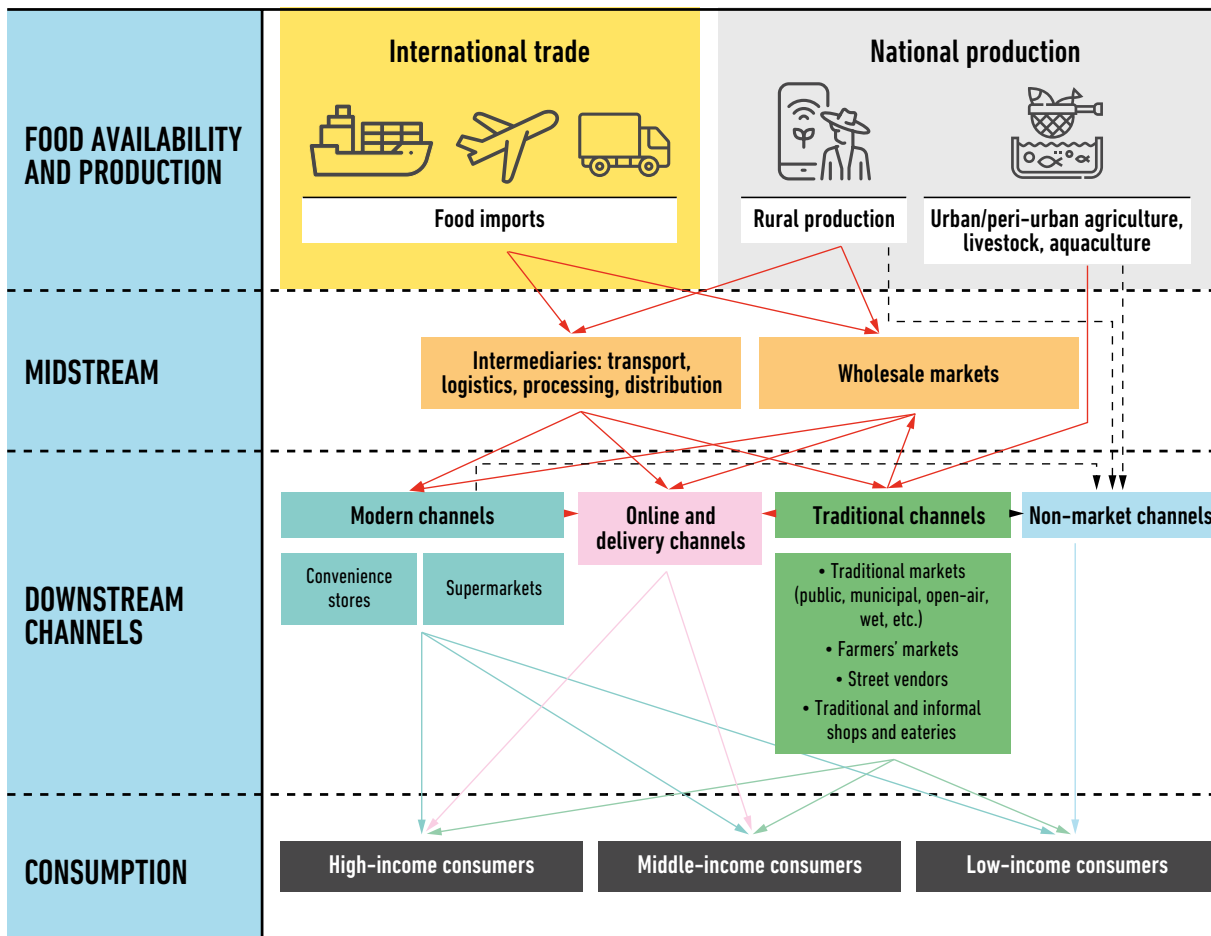 International trade
National production
FOOD AVAILABILITY
AND PRODUCTION
Food imports
Rural production
Urban/peri-urban agriculture,
livestock, aquaculture
MIDSTREAM
Intermediaries: transport,
logistics, processing, distribution
Wholesale markets
DOWNSTREAM
CHANNELS
Modern channels
Online and
delivery channels
Traditional channels
Non-market channels
Convenience
stores
Supermarkets
• Traditional markets
(public, municipal, open-air,
wet, etc.)
• Farmers’ markets
• Street vendors
• Traditional and informal
shops and eateries
CONSUMPTION
High-income consumers
Middle-income consumers
Low-income consumers